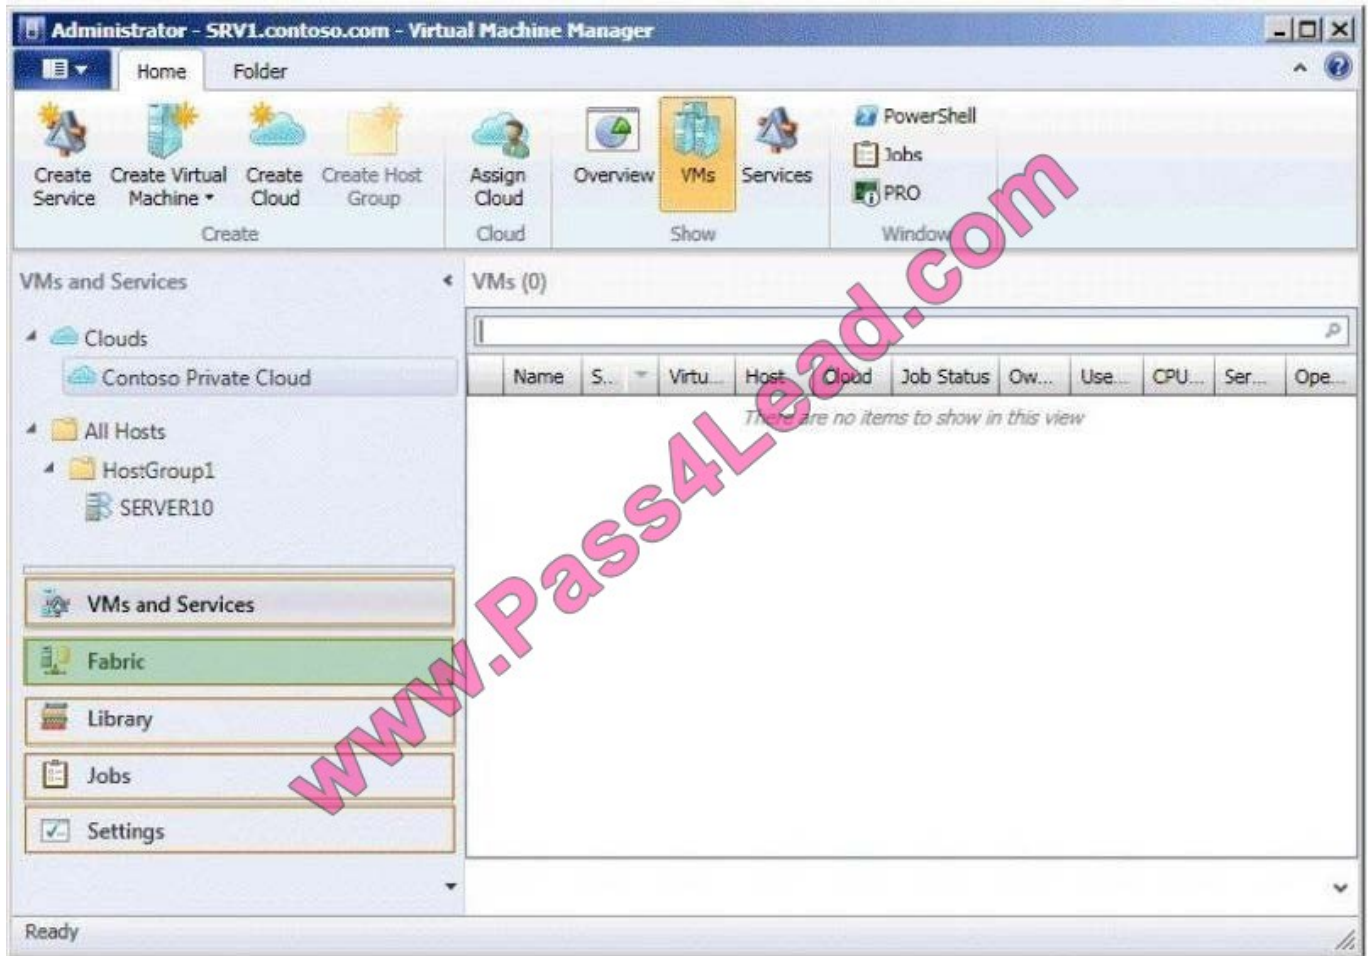 Administrator - SRV1.contoso.com - Virtual Machine Manager
Home Folder
Create Service
Create Virtual Machine
Create Cloud
Create Host Group
Create
Assign Cloud
Cloud
Overview
VMs
Services
Show
PowerShell
Jobs
PRO
Window
VMs and Services
Clouds
Contoso Private Cloud
All Hosts
HostGroup1
SERVER10
VMs and Services
Fabric
Library
Jobs
Settings
VMs (0)
Name S... Virtu... Host Cloud Job Status Ow... Use... CPU... Ser... Ope...
There are no items to show in this view
Ready
www.Pass4Lead.com